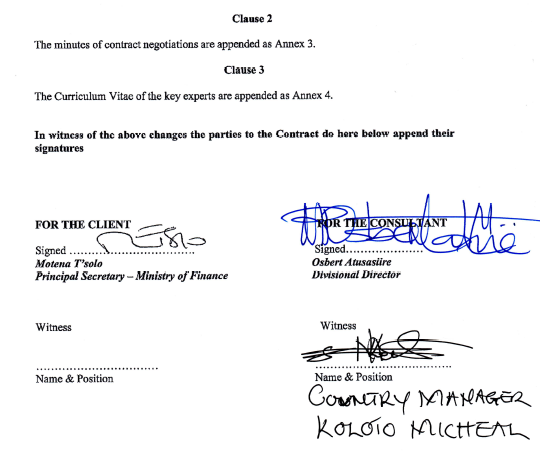 Clause 2
The minutes of contract negotiations are appended as Annex 3.
Clause 3
The Curriculum Vitae of the key experts are appended as Annex 4.
In witness of the above changes the parties to the Contract do here below append their
signatures
FOR THE CLIENT
FOR THE CONSULTANT
Signed ..........................
Signed......................
Motena T'solo
Osbert Atusasiire
Principal Secretary – Ministry of Finance
Divisional Director
Witness
Witness
Name & Position
Name & Position
COUNTRY MANAGER
KOLOIO MICHEAL